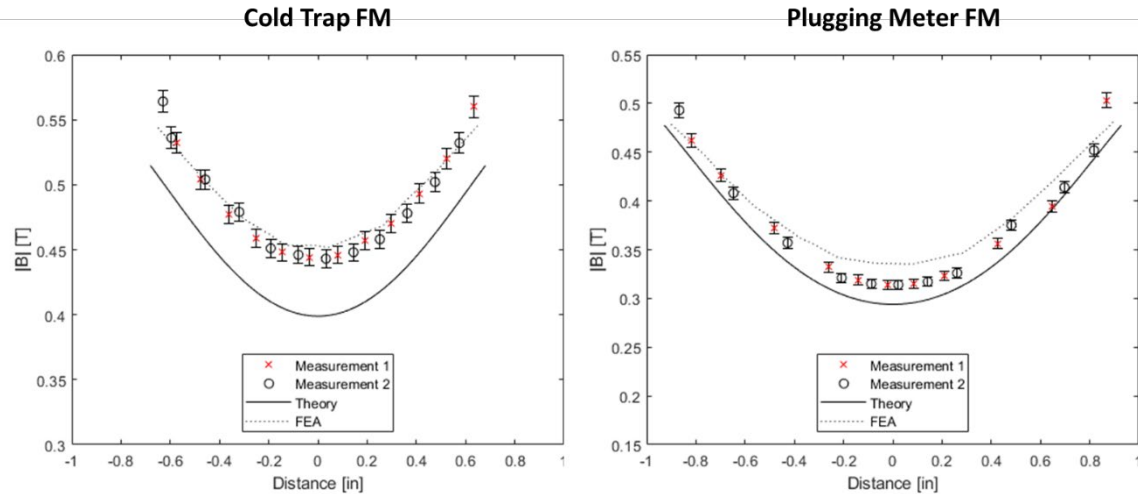 Cold Trap FM
Plugging Meter FM
0.6
0.55
0.5
0.45
0.4
0.35
0.3
|B| [T]
-1 -0.8 -0.6 -0.4 -0.2 0 0.2 0.4 0.6 0.8 1
Distance [in]
Measurement 1
Measurement 2
Theory
FEA
0.55
0.5
0.45
0.4
0.35
0.3
0.25
0.2
0.15
|B| [T]
-1 -0.8 -0.6 -0.4 -0.2 0 0.2 0.4 0.6 0.8 1
Distance [in]
Measurement 1
Measurement 2
Theory
FEA